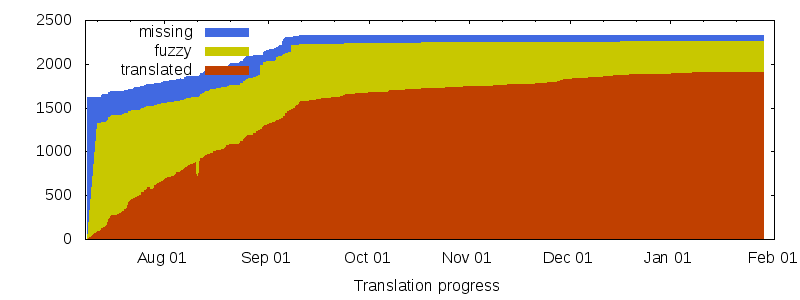 2500
2000
1500
1000
500
0
missing
fuzzy
translated
Aug 01 Sep 01 Oct 01 Nov 01 Dec 01 Jan 01 Feb 01
Translation progress